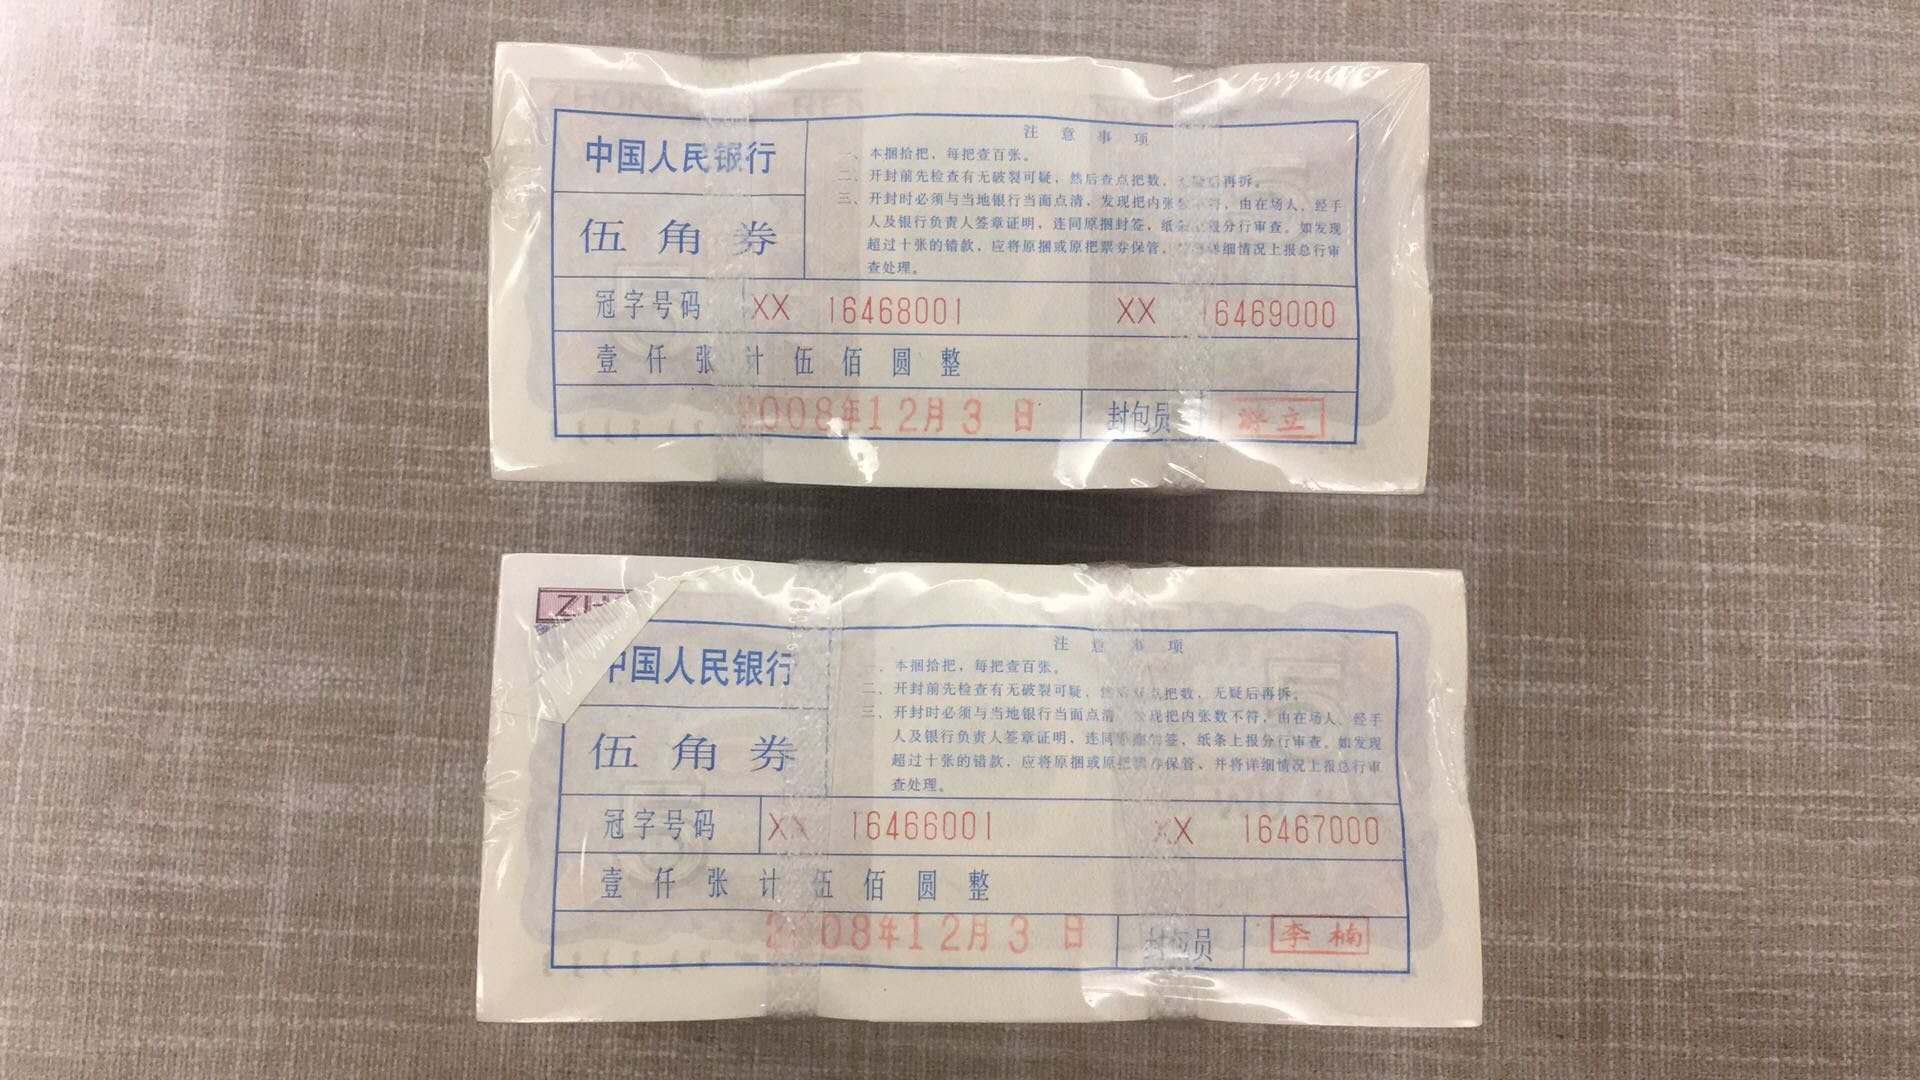 中国人民银行
伍角券
注意事项
一、本捆拾把，每把查百张。
二、开封前先检查有无破裂可疑，然后查点把数，无疑后再拆。
三、开封时必须与当地银行当面点清，发现把内张数不符，由在场人、经手
人及银行负责人签章证明，连同原捆封签，纸条上报分行审查。如发现
超过十张的错款，应将原捆或原把票券保管，并将详细情况上报总行审
查处理。
冠字号码 XX 16468001 XX 16469000
壹仟张计伍佰圆整
2008年12月3日 封包员 立
ZH
中国人民银行
伍角券
注意事项
一、本捆拾把，每把查百张。
二、开封前先检查有无破裂可疑，然后查点把数，无疑后再拆。
三、开封时必须与当地银行当面点清，发现把内张数不符，由在场人、经手
人及银行负责人签章证明，连同原捆封签，纸条上报分行审查。如发现
超过十张的错款，应将原捆或原把票券保管、并将详细情况上报总行审
查处理。
冠字号码 XX 16466001 XX 16467000
壹仟张计伍佰圆整
2008年12月3日 封包员 李楠